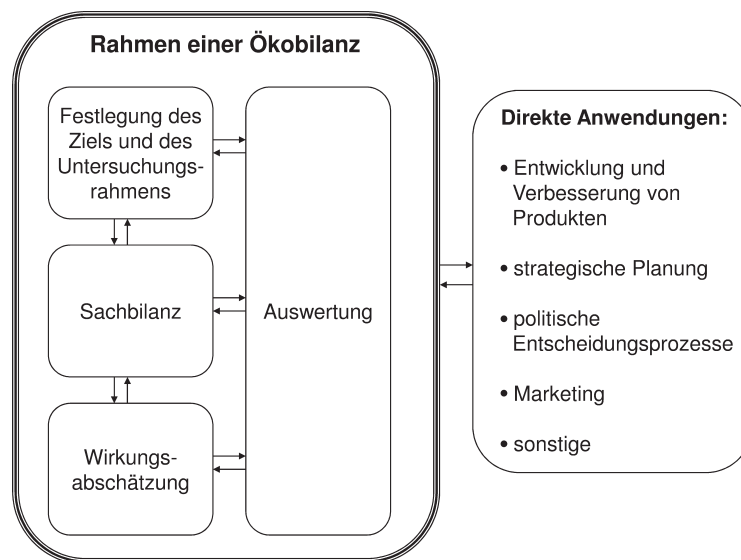 Rahmen einer Ökobilanz
Festlegung des
Ziels und des
Untersuchungs-
rahmens
Sachbilanz
Wirkungs-
abschätzung
Auswertung
Direkte Anwendungen:
• Entwicklung und
Verbesserung von
Produkten
• strategische Planung
• politische
Entscheidungsprozesse
• Marketing
• sonstige